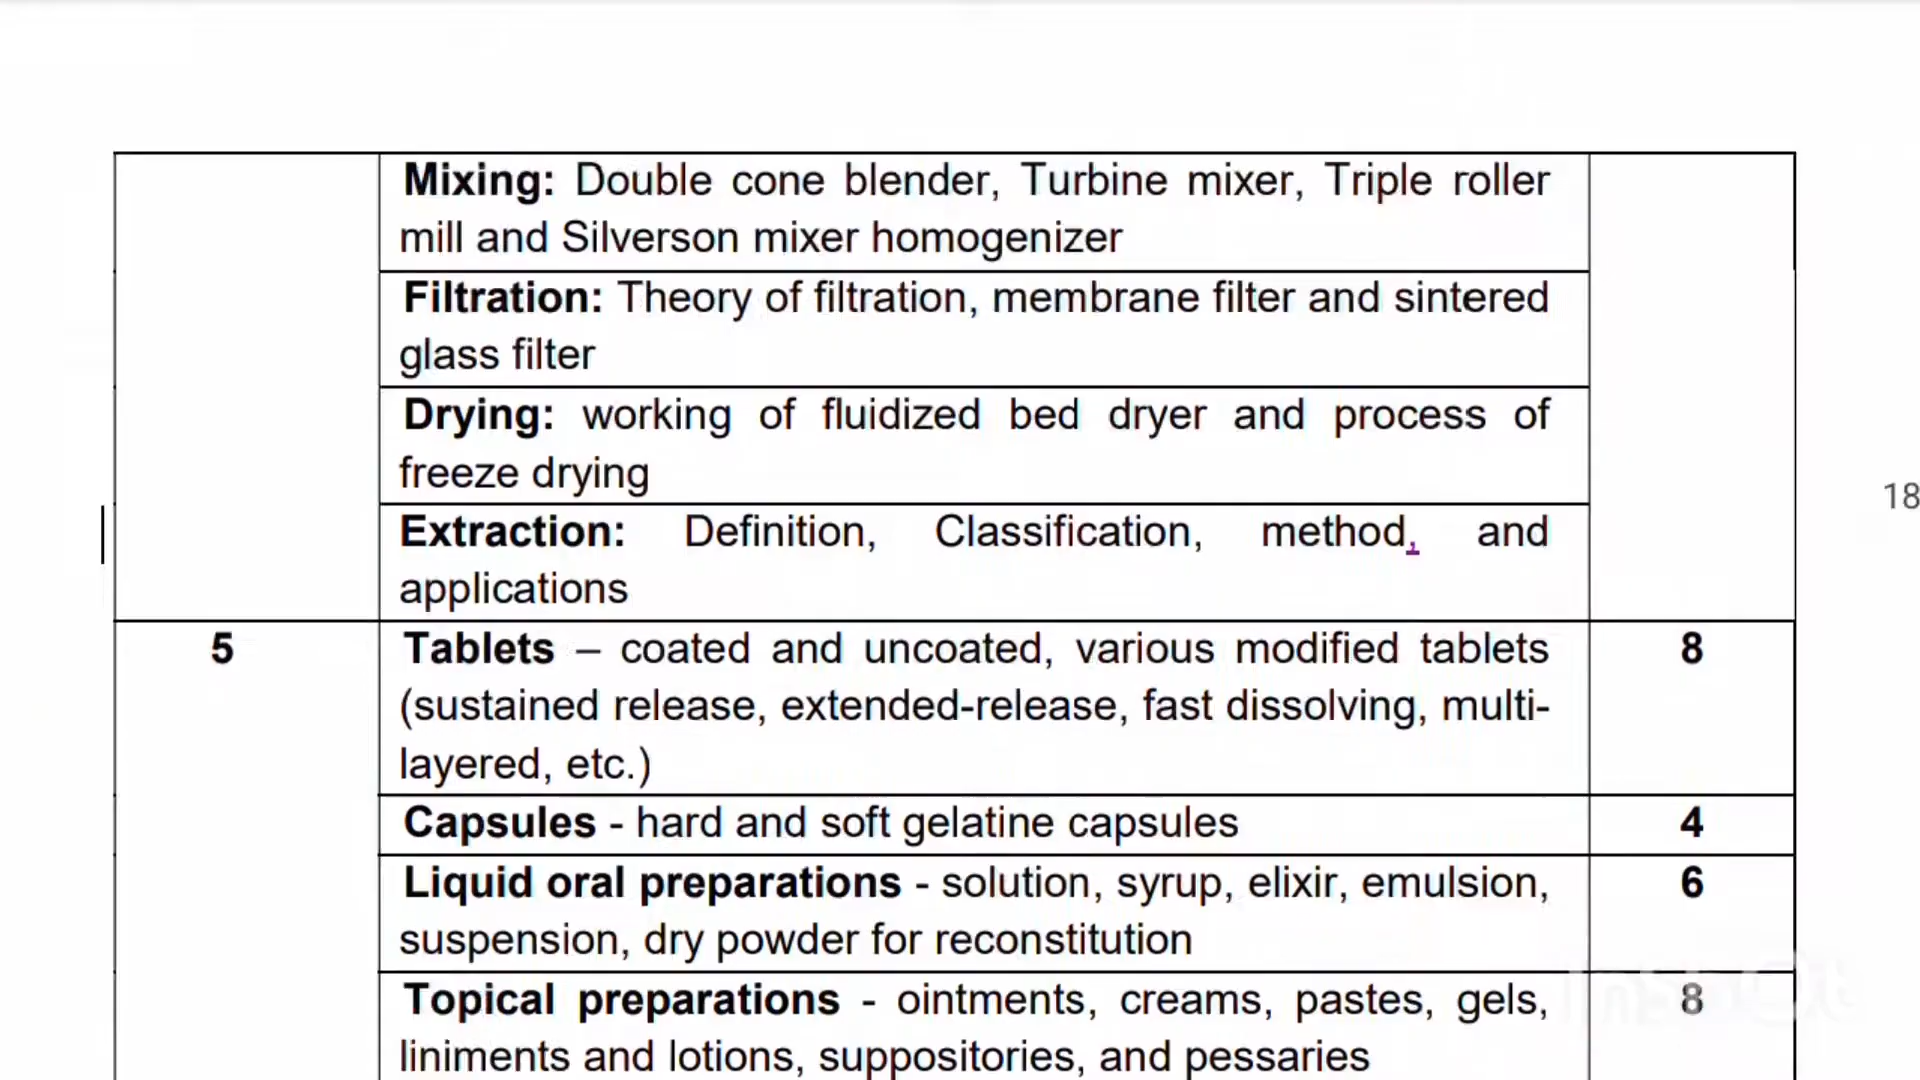 Mixing: Double cone blender, Turbine mixer, Triple roller
mill and Silverson mixer homogenizer
Filtration: Theory of filtration, membrane filter and sintered
glass filter
Drying: working of fluidized bed dryer and process of
freeze drying
18
Extraction: Definition, Classification, method, and
applications
5 Tablets – coated and uncoated, various modified tablets 8
(sustained release, extended-release, fast dissolving, multi-
layered, etc.)
Capsules - hard and soft gelatine capsules 4
Liquid oral preparations - solution, syrup, elixir, emulsion, 6
suspension, dry powder for reconstitution
Topical preparations - ointments, creams, pastes, gels, 8
liniments and lotions, suppositories, and pessaries